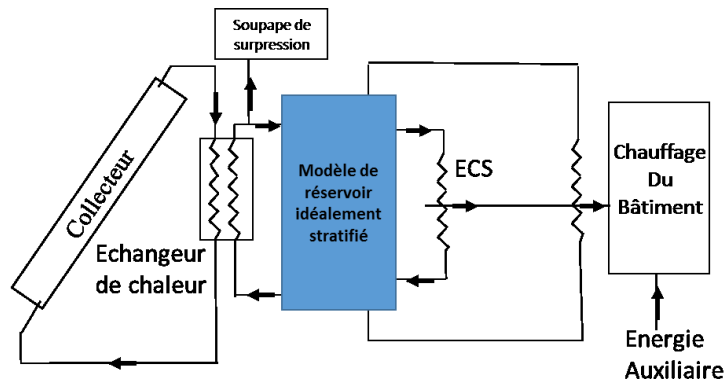 Soupape de
surpression
Collecteur
Echangeur
de chaleur
Modèle de
réservoir
idéalement
stratifié
ECS
Chauffage
Du
Bâtiment
Energie
Auxiliaire